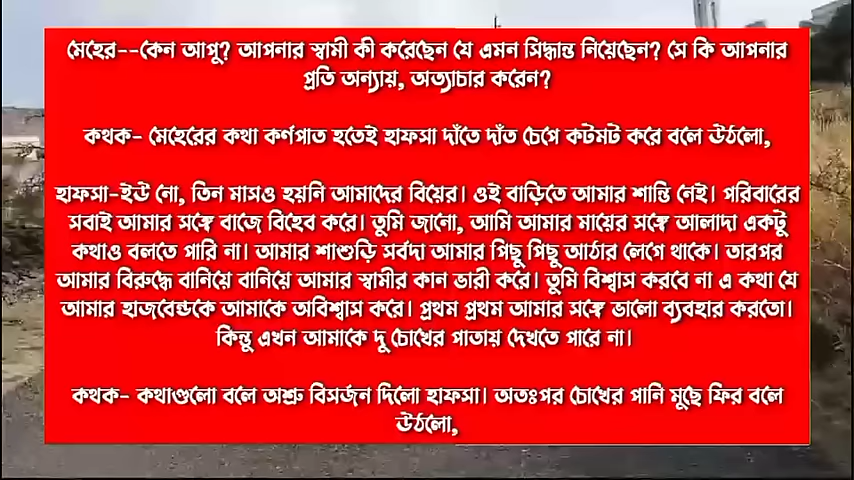 মেহের--কেন আপু? আপনার স্বামী কী করেছেন যে এমন সিদ্ধান্ত নিয়েছেন? সে কি আপনার
প্রতি অন্যায়, অত্যাচার করেন?
কথক- মেহেরের কথা কর্ণপাত হতেই হাফসা দাঁতে দাঁত চেপে কটমট করে বলে উঠলো,
হাফসা-ইউ নো, তিন মাসও হয়নি আমাদের বিয়ের। ওই বাড়িতে আমার শান্তি নেই। পরিবারের
সবাই আমার সঙ্গে বাজে বিহেব করে। তুমি জানো, আমি আমার মায়ের সঙ্গে আলাদা একটু
কথাও বলতে পারি না। আমার শাশুড়ি সর্বদা আমার পিছু পিছু আঠার লেগে থাকে। তারপর
আমার বিরুদ্ধে বানিয়ে বানিয়ে আমার স্বামীর কান ভারী করে। তুমি বিশ্বাস করবে না এ কথা যে
আমার হাজবেন্ডকে আমাকে অবিশ্বাস করে। প্রথম প্রথম আমার সঙ্গে ভালো ব্যবহার করতো।
কিন্তু এখন আমাকে দু চোখের পাতায় দেখতে পারে না।
কথক- কথাগুলো বলে অশ্রু বিসর্জন দিলো হাফসা। অতঃপর চোখের পানি মুছে ফির বলে
উঠলো,